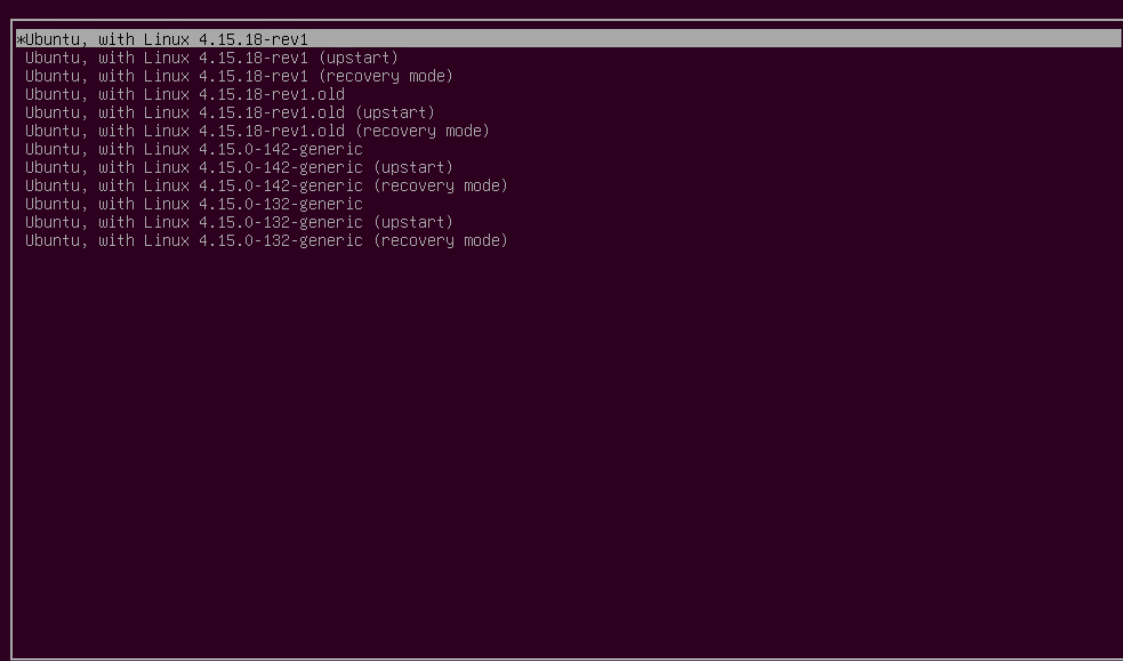 *Ubuntu, with Linux 4.15.18-rev1
Ubuntu, with Linux 4.15.18-rev1 (upstart)
Ubuntu, with Linux 4.15.18-rev1 (recovery mode)
Ubuntu, with Linux 4.15.18-rev1.old
Ubuntu, with Linux 4.15.18-rev1.old (upstart)
Ubuntu, with Linux 4.15.18-rev1.old (recovery mode)
Ubuntu, with Linux 4.15.0-142-generic
Ubuntu, with Linux 4.15.0-142-generic (upstart)
Ubuntu, with Linux 4.15.0-142-generic (recovery mode)
Ubuntu, with Linux 4.15.0-132-generic
Ubuntu, with Linux 4.15.0-132-generic (upstart)
Ubuntu, with Linux 4.15.0-132-generic (recovery mode)